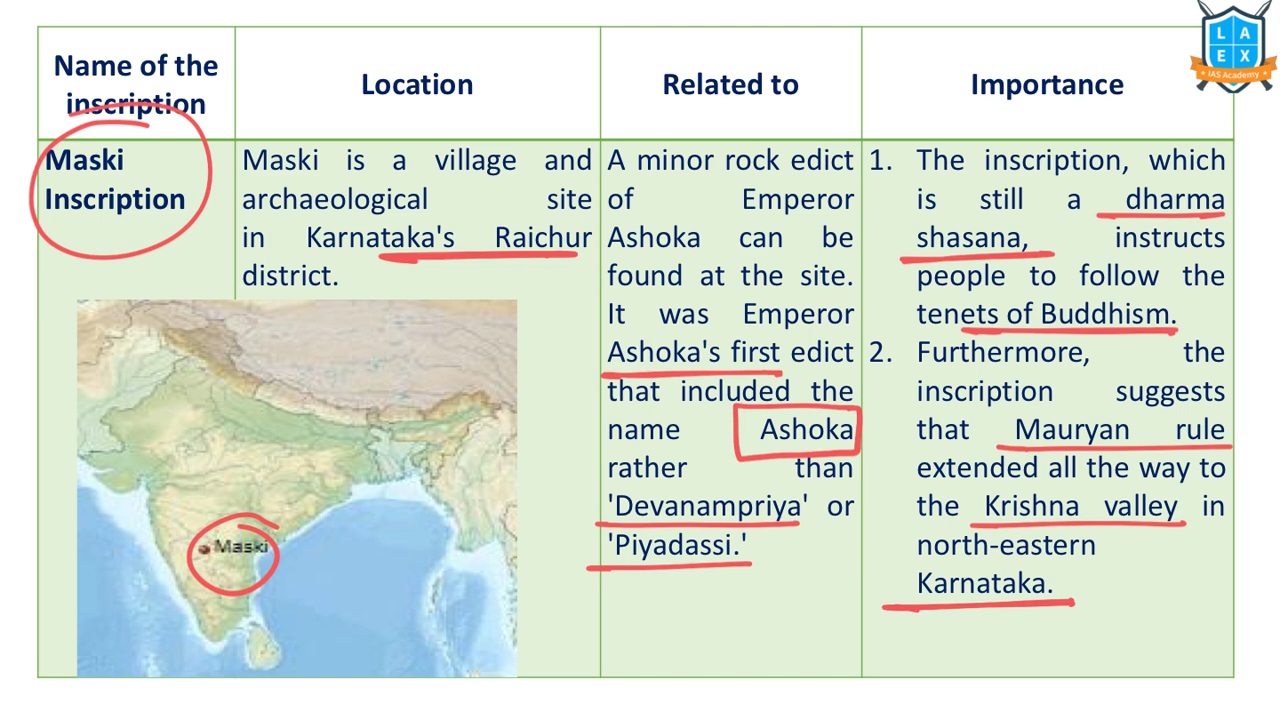 L A
E X
IAS Academy
Name of the
inscription
Location
Related to
Importance
Maski
Inscription
Maski is a village and
archaeological site
in Karnataka's Raichur
district.
Maski
A minor rock edict
of Emperor
Ashoka can be
found at the site.
It was Emperor
Ashoka's first edict
that included the
name Ashoka
rather than
'Devanampriya' or
'Piyadassi.'
1. The inscription, which
is still a dharma
shasana, instructs
people to follow the
tenets of Buddhism.
2. Furthermore, the
inscription suggests
that Mauryan rule
extended all the way to
the Krishna valley in
north-eastern
Karnataka.